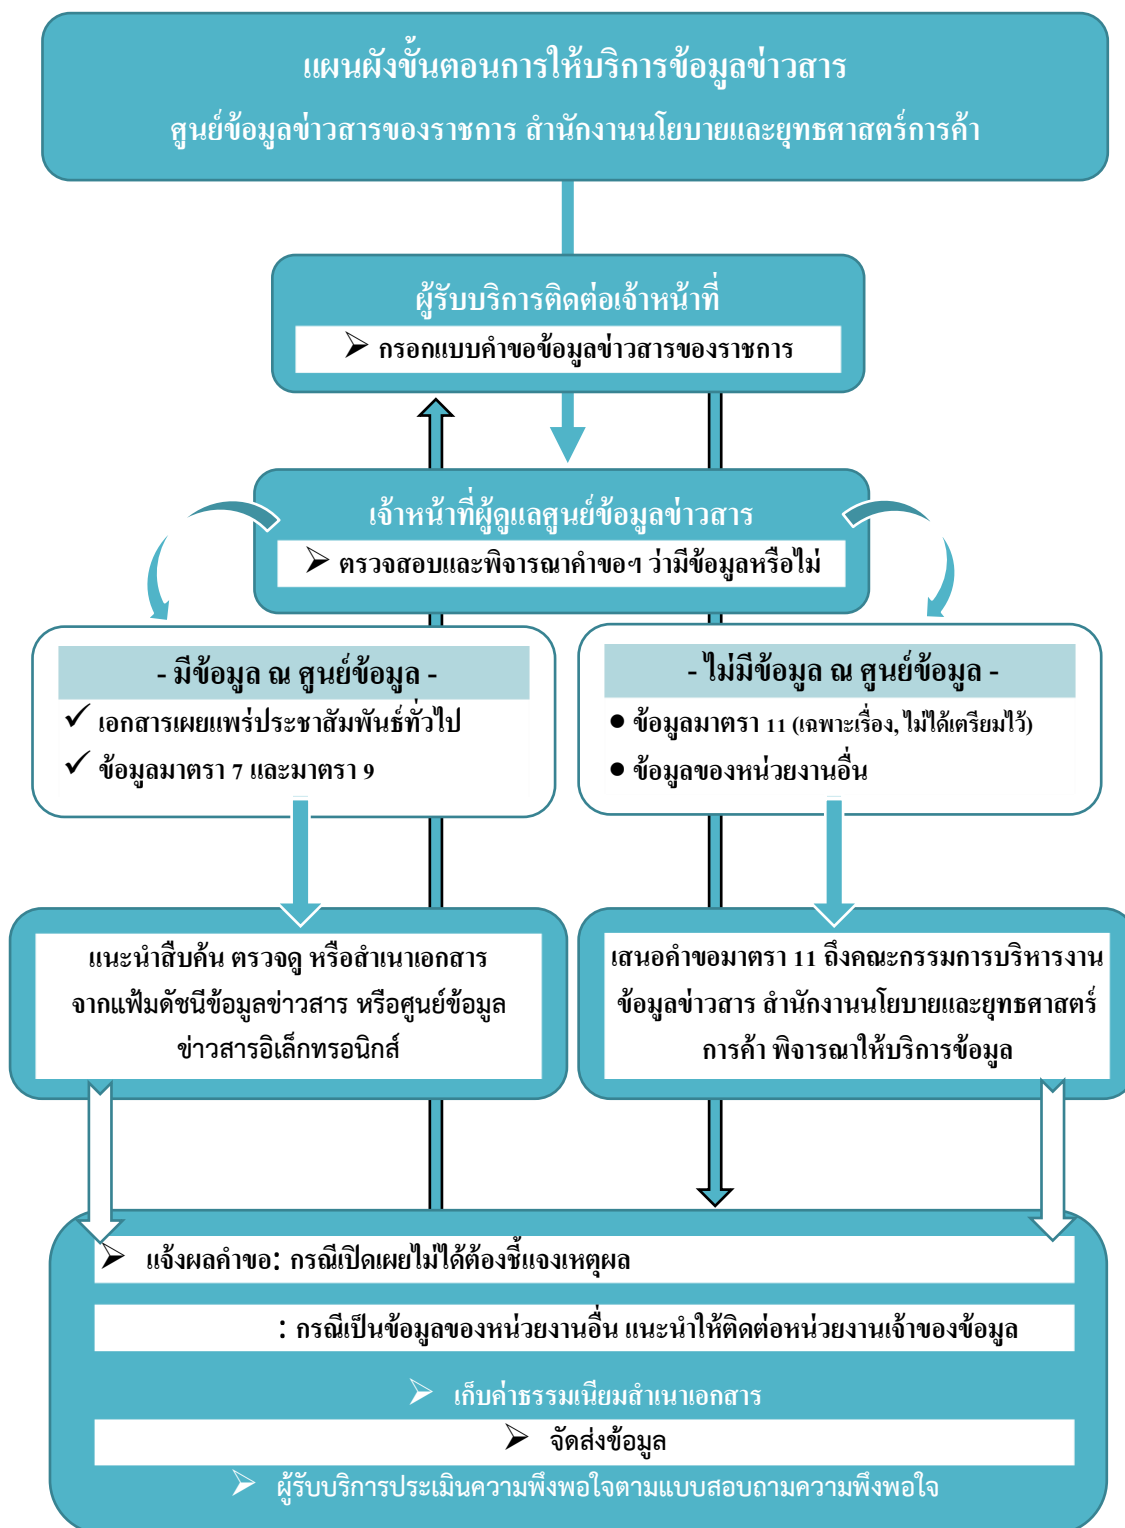 แผนผังขั้นตอนการให้บริการข้อมูลข่าวสาร
ศูนย์ข้อมูลข่าวสารของราชการ สำนักงานนโยบายและยุทธศาสตร์การค้า
ผู้รับบริการติดต่อเจ้าหน้าที่
➢ กรอกแบบคำขอข้อมูลข่าวสารของราชการ
เจ้าหน้าที่ผู้ดูแลศูนย์ข้อมูลข่าวสาร
➢ ตรวจสอบและพิจารณาคำขอฯ ว่ามีข้อมูลหรือไม่
- มีข้อมูล ณ ศูนย์ข้อมูล -
✓ เอกสารเผยแพร่ประชาสัมพันธ์ทั่วไป
✓ ข้อมูลมาตรา 7 และมาตรา 9
- ไม่มีข้อมูล ณ ศูนย์ข้อมูล -
● ข้อมูลมาตรา 11 (เฉพาะเรื่อง, ไม่ได้เตรียมไว้)
● ข้อมูลของหน่วยงานอื่น
แนะนำสืบค้น ตรวจดู หรือสำเนาเอกสาร
จากแฟ้มดัชนีข้อมูลข่าวสาร หรือศูนย์ข้อมูล
ข่าวสารอิเล็กทรอนิกส์
เสนอคำขอมาตรา 11 ถึงคณะกรรมการบริหารงาน
ข้อมูลข่าวสาร สำนักงานนโยบายและยุทธศาสตร์
การค้า พิจารณาให้บริการข้อมูล
➢ แจ้งผลคำขอ: กรณีเปิดเผยไม่ได้ต้องชี้แจงเหตุผล
: กรณีเป็นข้อมูลของหน่วยงานอื่น แนะนำให้ติดต่อหน่วยงานเจ้าของข้อมูล
➢ เก็บค่าธรรมเนียมสำเนาเอกสาร
➢ จัดส่งข้อมูล
➢ ผู้รับบริการประเมินความพึงพอใจตามแบบสอบถามความพึงพอใจ